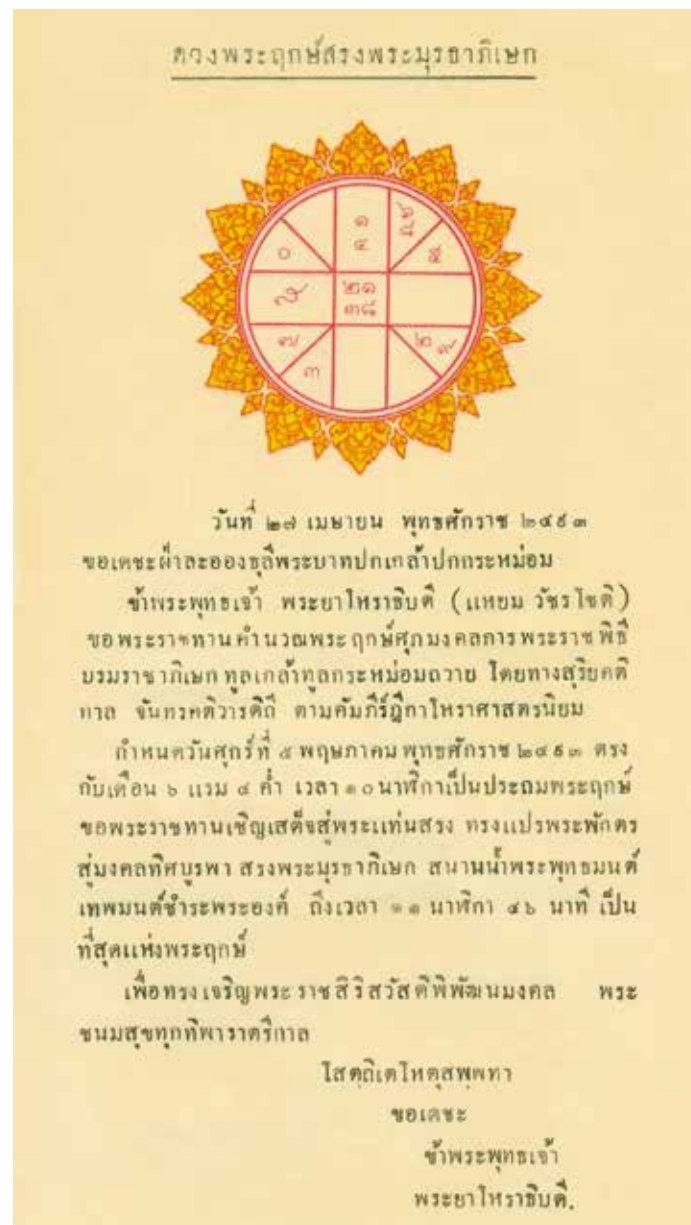 ดวงพระฤกษ์สรงพระมุรธาภิเษก
๑
๕
๐
๒๑
๓๘
๗
๓
๒ ๙
วันที่ ๒๗ เมษายน พุทธศักราช ๒๔๙๓
ขอเดชะฝ่าละอองธุลีพระบาทปกเกล้าปกกระหม่อม
ข้าพระพุทธเจ้า พระยาโหราธิบดี (แหยม วัชรโชติ)
ขอพระราชทานคำนวณพระฤกษ์ศุภมงคลการพระราชพิธี
บรมราชาภิเษก ทูลเกล้าทูลกระหม่อมถวาย โดยทางสุริยคติ
กาล จันทรคติวารดิถี ตามคัมภีร์ฎีกาโหราศาสตรนิยม
กำหนดวันศุกร์ที่ ๕ พฤษภาคม พุทธศักราช ๒๔๙๓ ตรง
กับเดือน ๖ แรม ๔ ค่ำ เวลา ๑๐ นาฬิกาเป็นประถมพระฤกษ์
ขอพระราชทานเชิญเสด็จสู่พระแท่นสรง ทรงแปรพระพักตร
สู่มงคลทิศบูรพา สรงพระมุรธาภิเษก สนานน้ำพระพุทธมนต์
เทพมนต์ชำระพระองค์ ถึงเวลา ๑๑ นาฬิกา ๔๖ นาที เป็น
ที่สุดแห่งพระฤกษ์
เพื่อทรงเจริญพระราชสิริสวัสดิพิพัฒนมงคล พระ
ชนมสุขทุกทิพาราตรีกาล
โสตฺถิเตโหตุสพฺพทา
ขอเดชะ
ข้าพระพุทธเจ้า
พระยาโหราธิบดี.